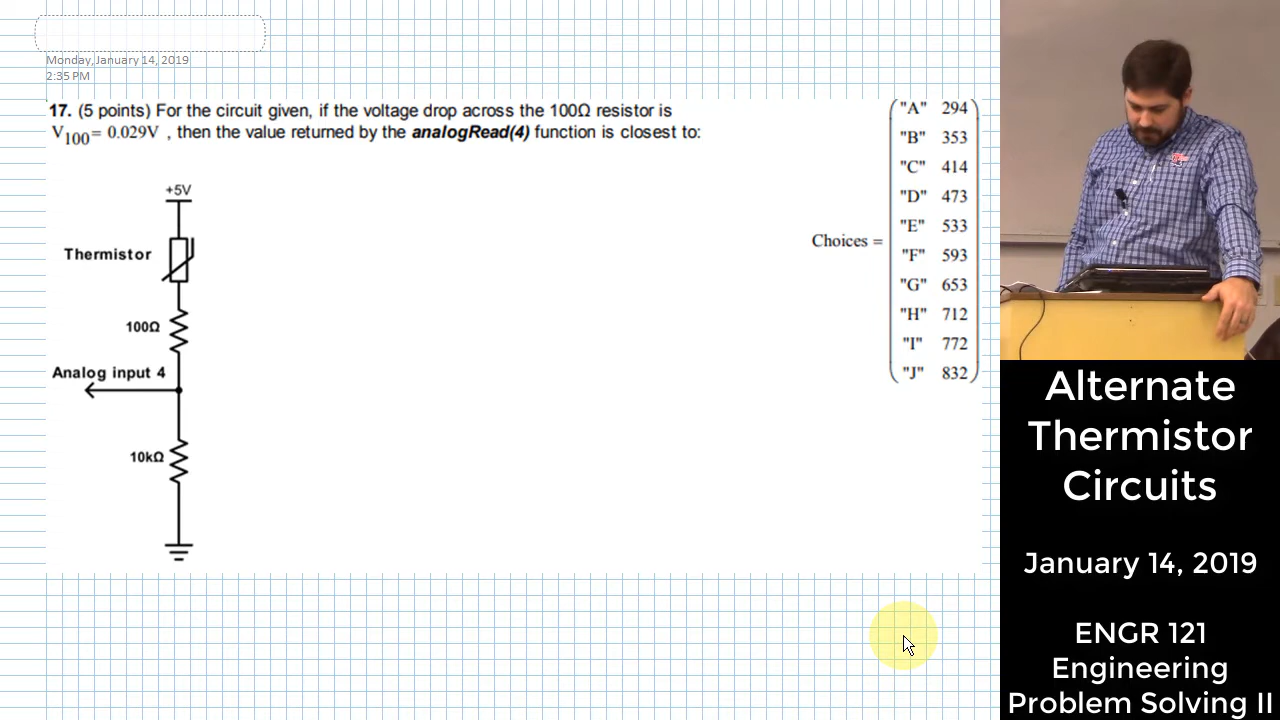 Monday, January 14, 2019
2:35 PM
17. (5 points) For the circuit given, if the voltage drop across the 100Ω resistor is
V100 = 0.029V , then the value returned by the analogRead(4) function is closest to:
+5V
Thermistor
100Ω
Analog input 4
10kΩ
Choices =
"A" 294
"B" 353
"C" 414
"D" 473
"E" 533
"F" 593
"G" 653
"H" 712
"I" 772
"J" 832
Alternate
Thermistor
Circuits
January 14, 2019
ENGR 121
Engineering
Problem Solving II